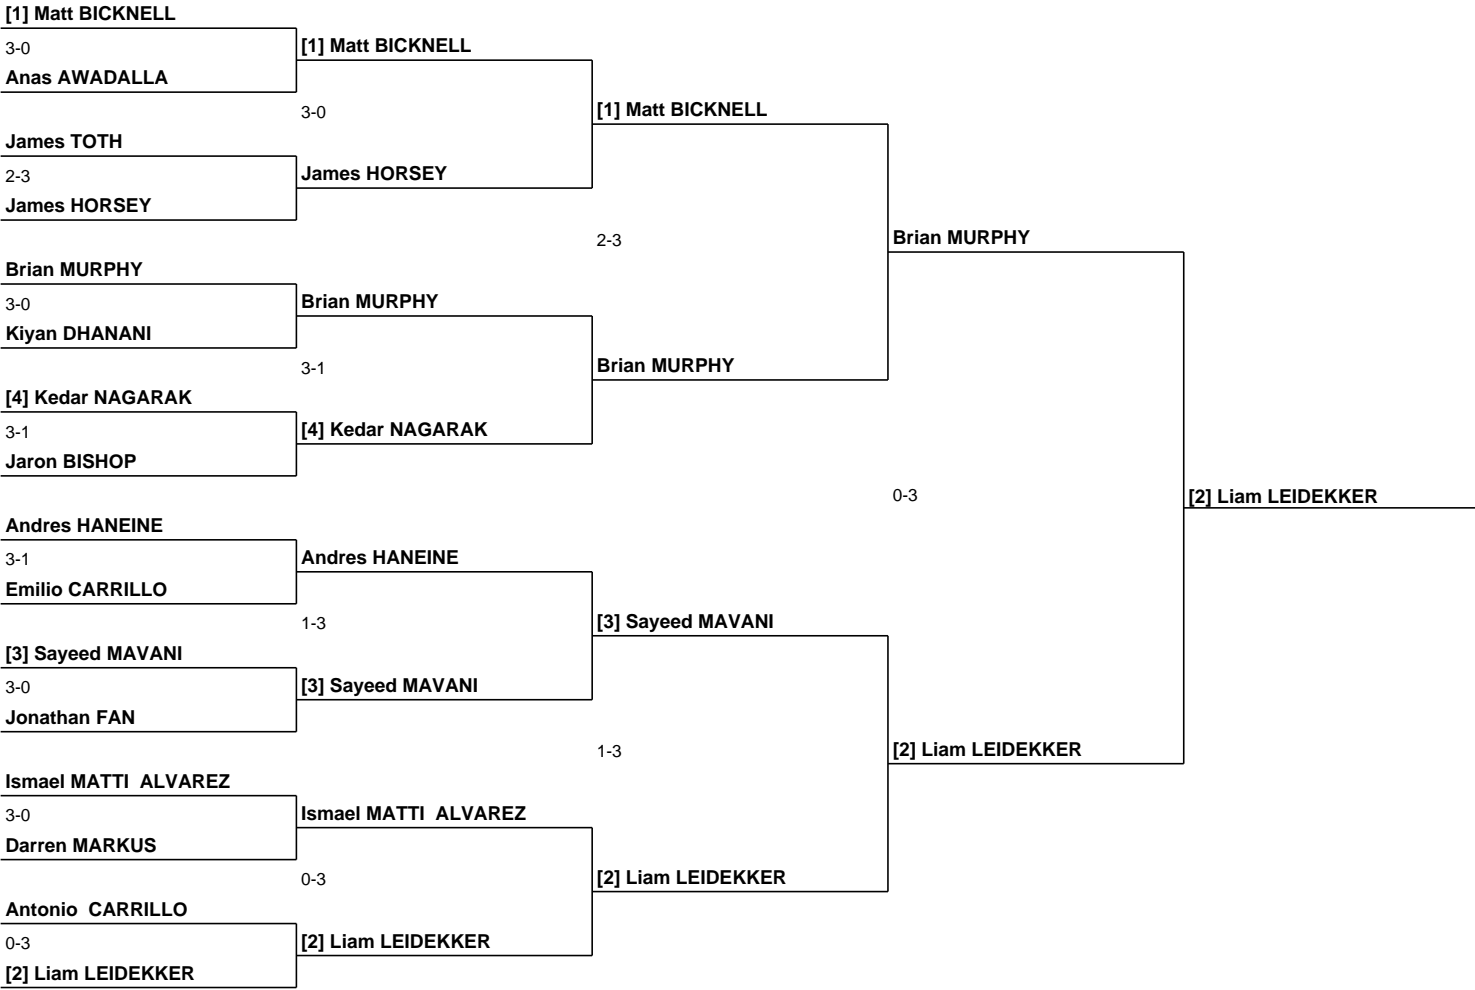 [1] Matt BICKNELL
3-0
[1] Matt BICKNELL
Anas AWADALLA
3-0
[1] Matt BICKNELL
James TOTH
2-3
James HORSEY
James HORSEY
2-3
Brian MURPHY
Brian MURPHY
3-0
Brian MURPHY
Kiyan DHANANI
3-1
Brian MURPHY
[4] Kedar NAGARAK
3-1
[4] Kedar NAGARAK
Jaron BISHOP
0-3
[2] Liam LEIDEKKER
Andres HANEINE
3-1
Andres HANEINE
Emilio CARRILLO
1-3
[3] Sayeed MAVANI
[3] Sayeed MAVANI
3-0
[3] Sayeed MAVANI
Jonathan FAN
1-3
[2] Liam LEIDEKKER
Ismael MATTI  ALVAREZ
3-0
Ismael MATTI  ALVAREZ
Darren MARKUS
0-3
[2] Liam LEIDEKKER
Antonio  CARRILLO
0-3
[2] Liam LEIDEKKER
[2] Liam LEIDEKKER